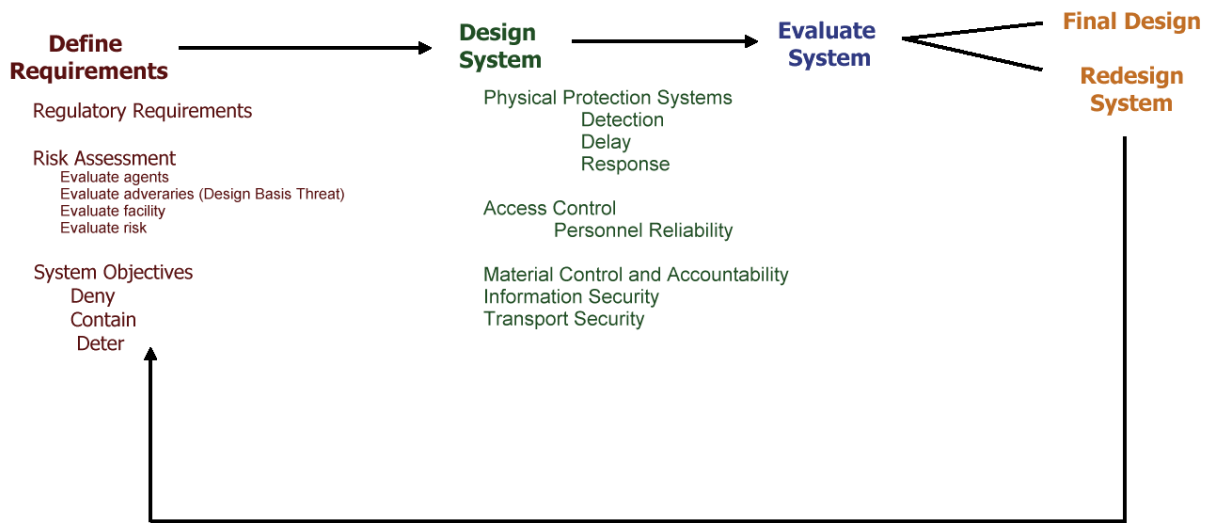 Define
Requirements
Regulatory Requirements
Risk Assessment
Evaluate agents
Evaluate adveraries (Design Basis Threat)
Evaluate facility
Evaluate risk
System Objectives
Deny
Contain
Deter
Design
System
Physical Protection Systems
Detection
Delay
Response
Access Control
Personnel Reliability
Material Control and Accountability
Information Security
Transport Security
Evaluate
System
Final Design
Redesign
System